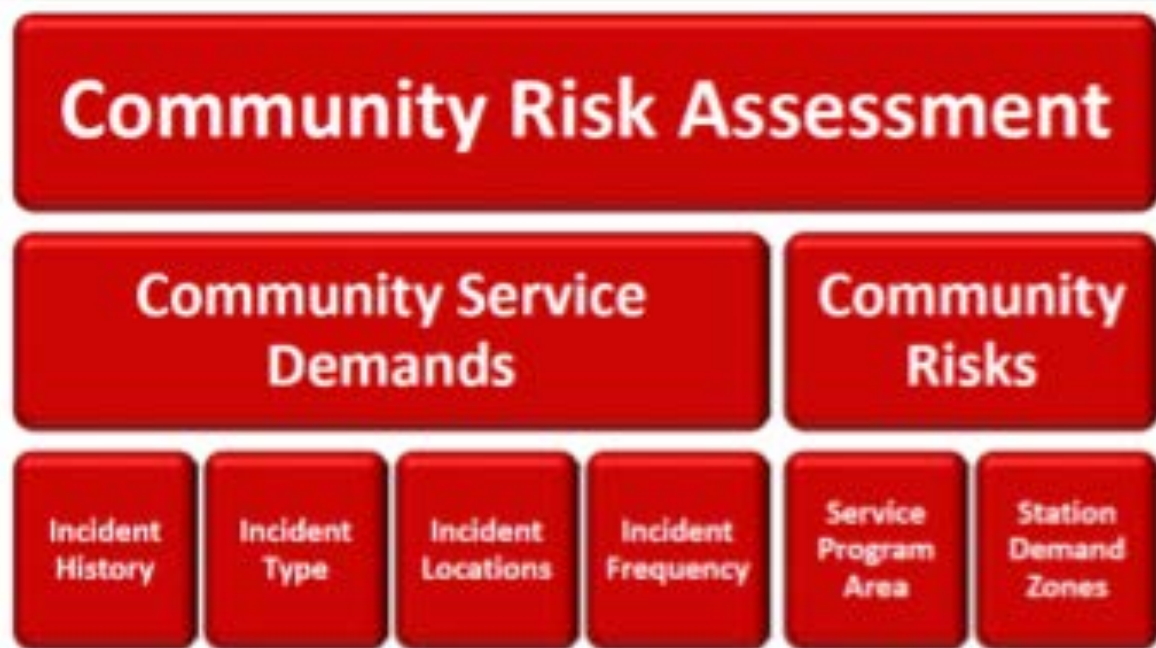 Community Risk Assessment
Community Service
Demands
Community
Risks
Incident
History
Incident
Type
Incident
Locations
Incident
Frequency
Service
Program
Area
Station
Demand
Zones